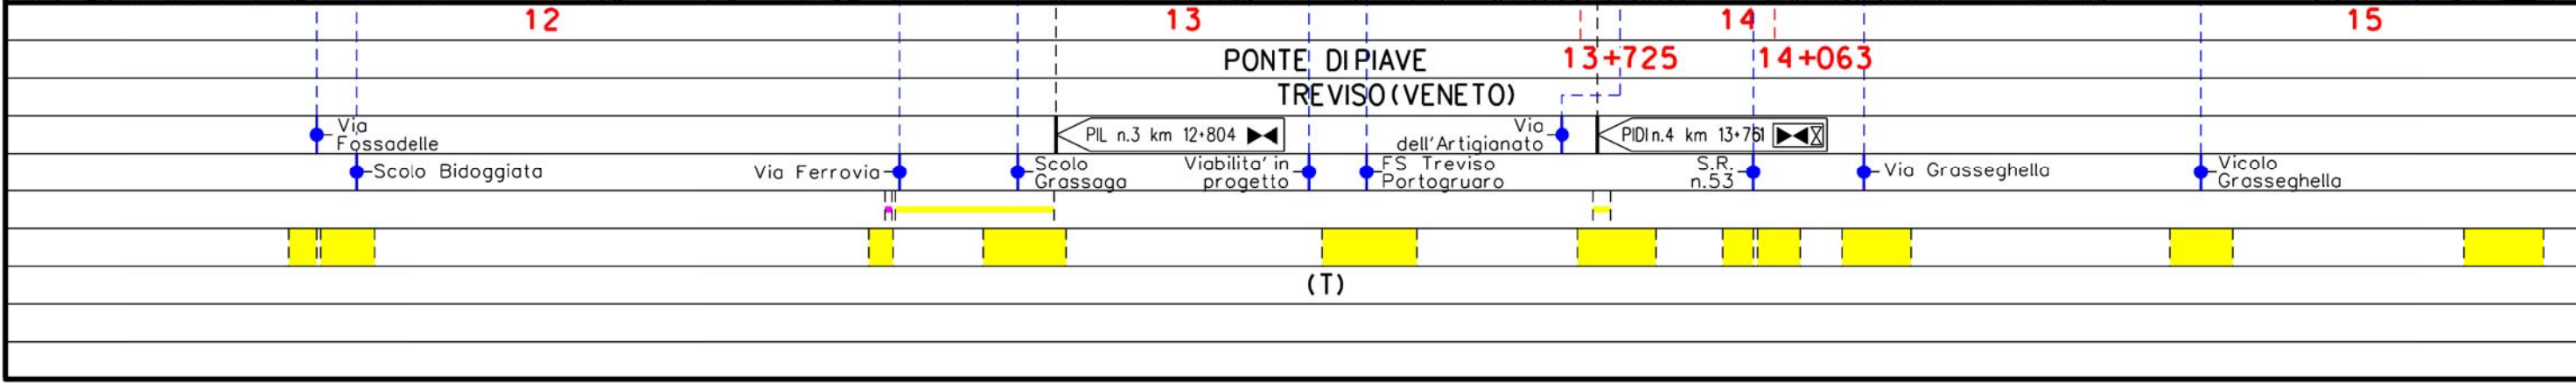 12 13 14 15
PONTE DI PIAVE 13+725 14+063
TREVISO (VENETO)
Via
Fossadelle
PIL n.3 km 12+804
Via
dell'Artigianato
PIDI n.4 km 13+761
Scolo Bidoggiata
Via Ferrovia
Scolo
Grassaga
Viabilita' in
progetto
FS Treviso
Portogruaro
S.R.
n.53
Via Grasseghella
Vicolo
Grasseghella
(T)